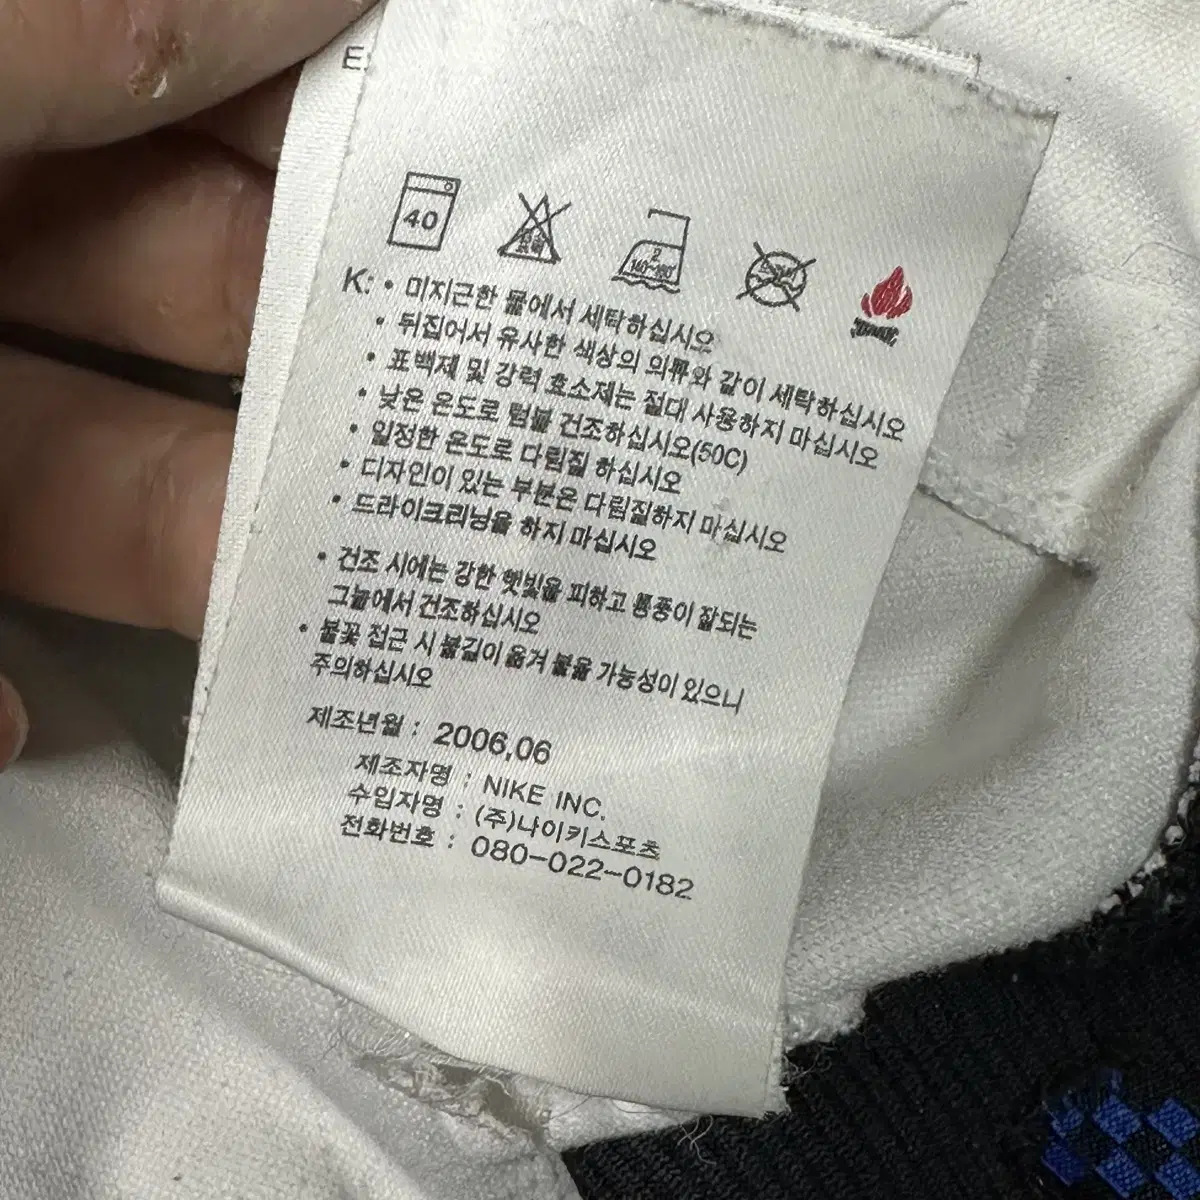 E:
40
2
140~160
K: • 미지근한 물에서 세탁하십시오
• 뒤집어서 유사한 색상의 의류와 같이 세탁하십시오
• 표백제 및 강력 효소제는 절대 사용하지 마십시오
• 낮은 온도로 텀블 건조하십시오(50C)
• 일정한 온도로 다림질 하십시오
• 디자인이 있는 부분은 다림질하지 마십시오
• 드라이크리닝을 하지 마십시오
• 건조 시에는 강한 햇빛을 피하고 통풍이 잘되는
그늘에서 건조하십시오
• 불꽃 접근 시 불길이 옮겨 붙을 가능성이 있으니
주의하십시오
제조년월 : 2006,06
제조자명 : NIKE INC.
수입자명 : (주)나이키스포츠
전화번호 : 080-022-0182